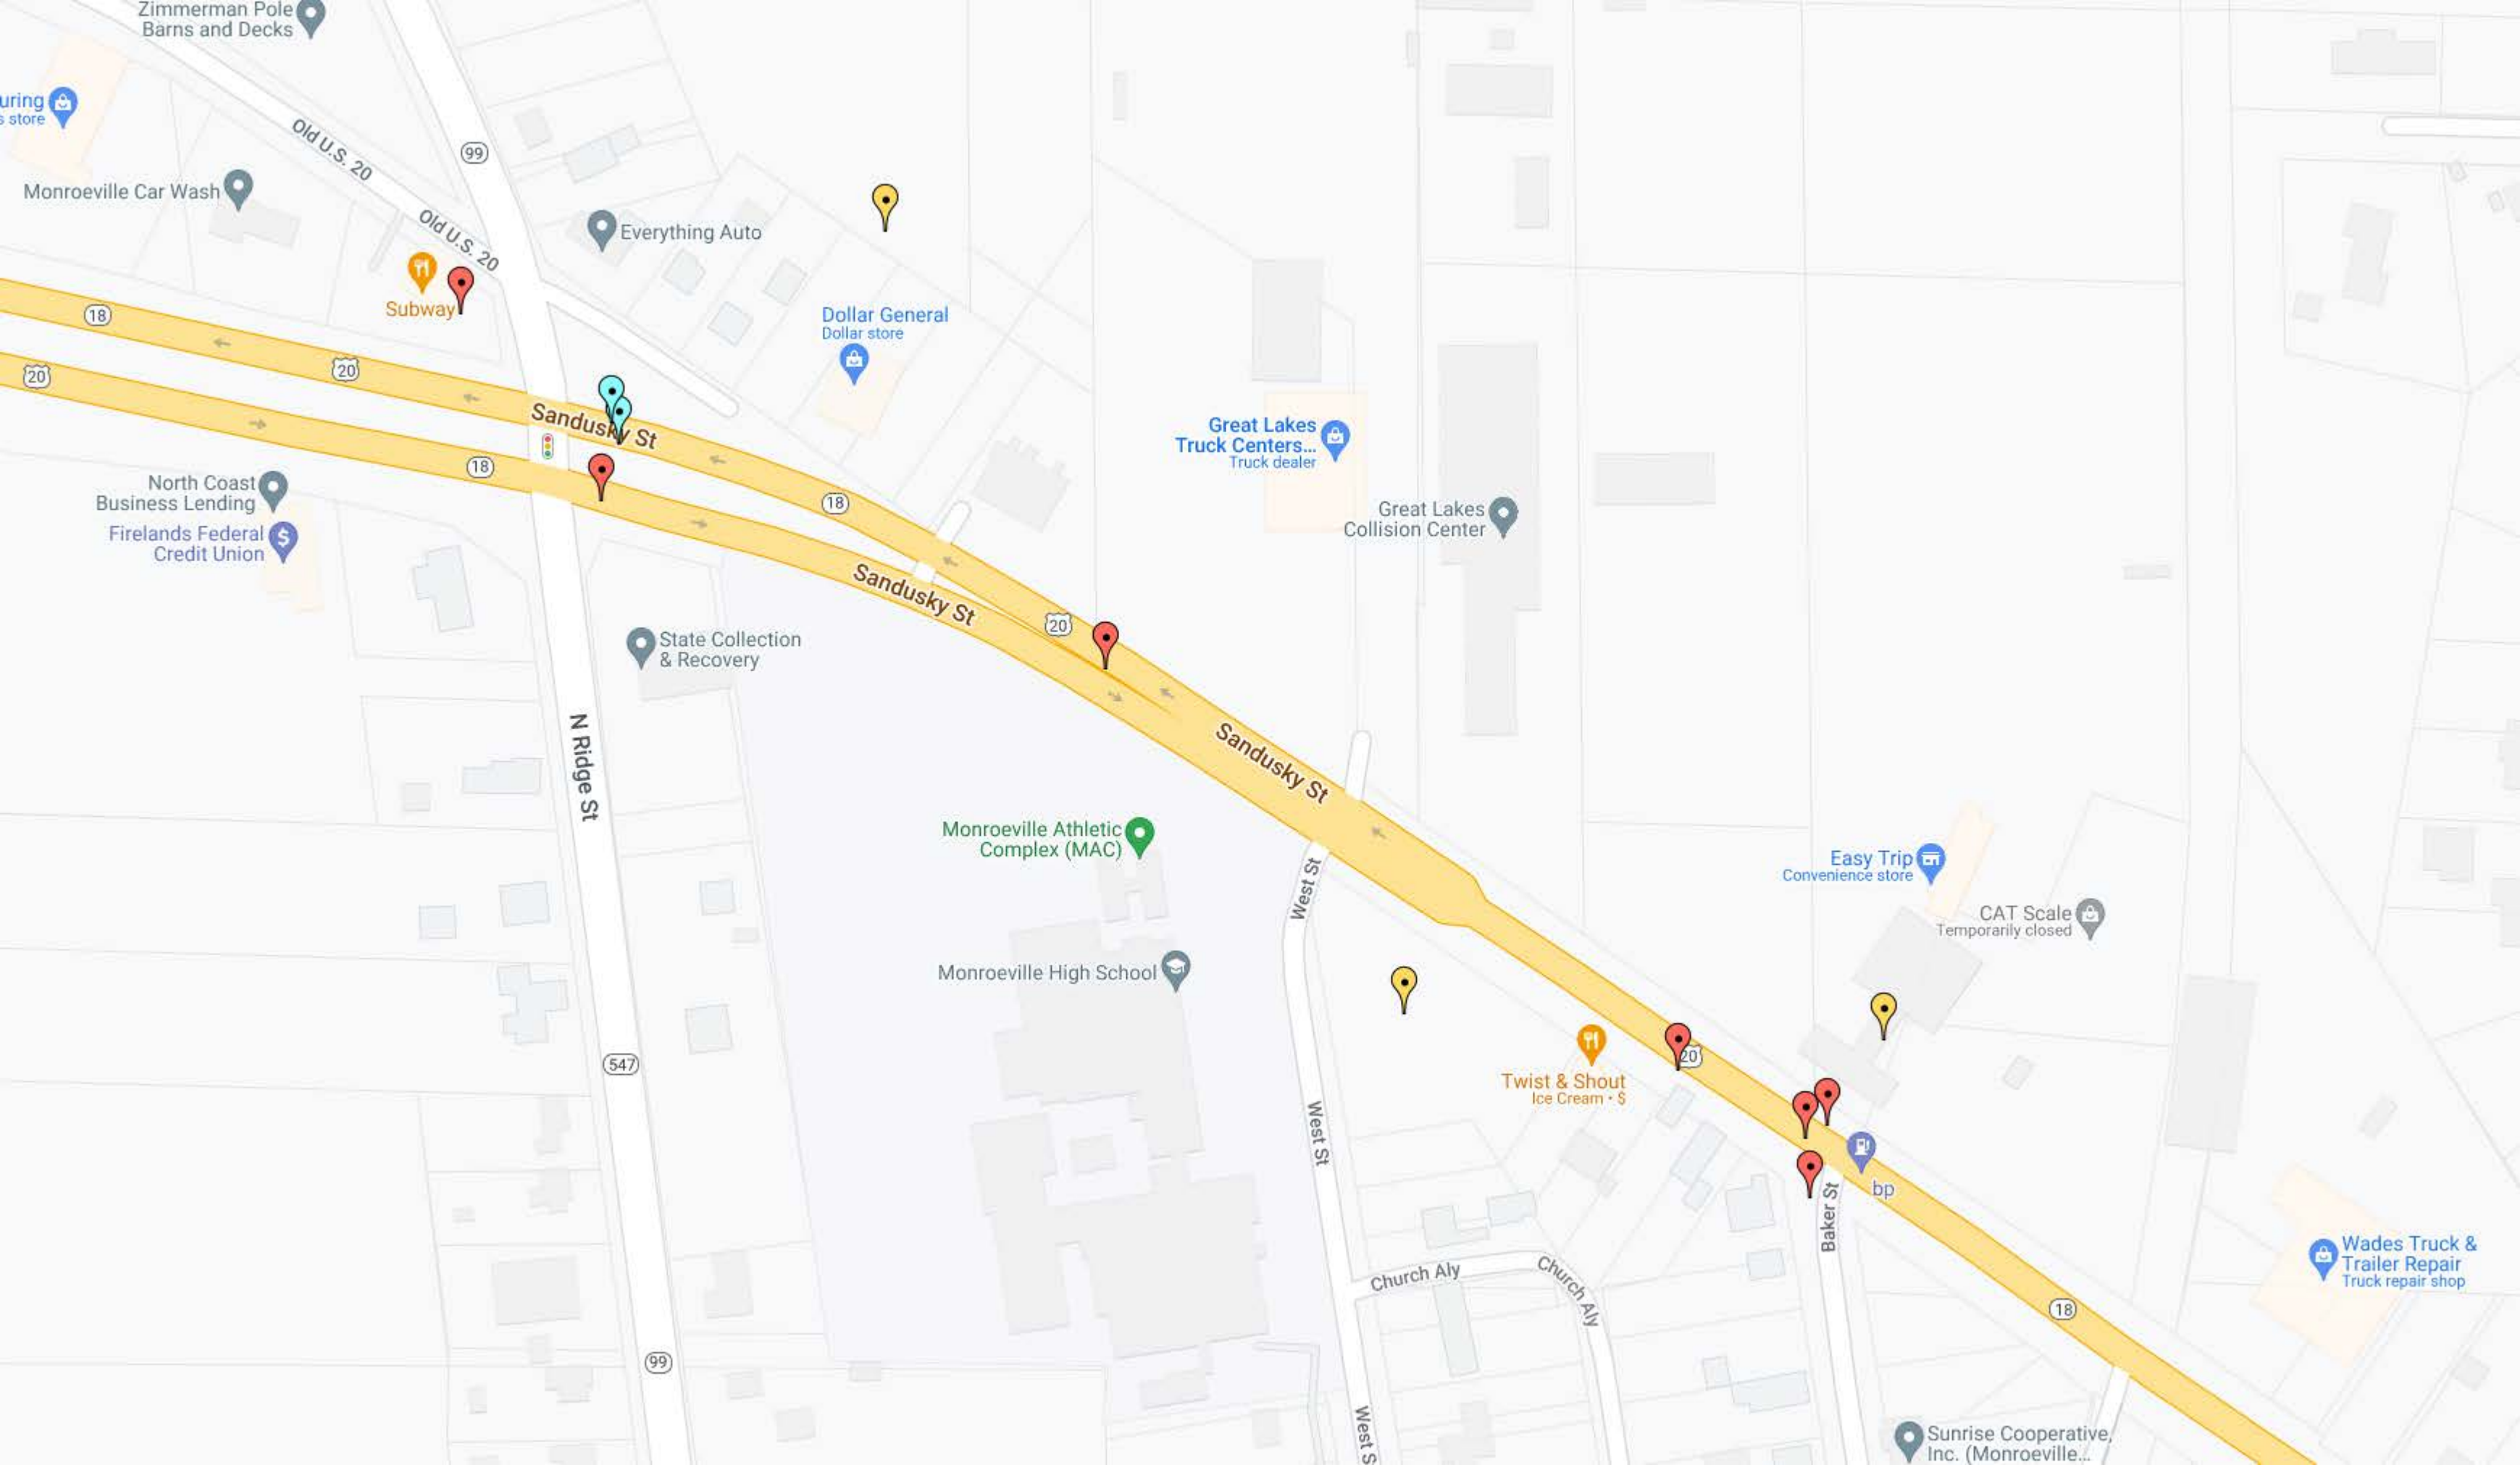 Zimmerman Pole
Barns and Decks
uring
s store
Old U.S. 20
99
Monroeville Car Wash
Old U.S. 20
Everything Auto
Subway
18
Dollar General
Dollar store
20
20
Sandusky St
18
18
Great Lakes
Truck Centers...
Truck dealer
North Coast
Business Lending
Firelands Federal
Credit Union
Great Lakes
Collision Center
Sandusky St
20
State Collection
& Recovery
N Ridge St
Sandusky St
Monroeville Athletic
Complex (MAC)
West St
Easy Trip
Convenience store
CAT Scale
Temporarily closed
Monroeville High School
547
20
Twist & Shout
Ice Cream • $
West St
bp
Baker St
Wades Truck &
Trailer Repair
Truck repair shop
Church Aly
Church Aly
18
99
West S
Sunrise Cooperative,
Inc. (Monroeville...